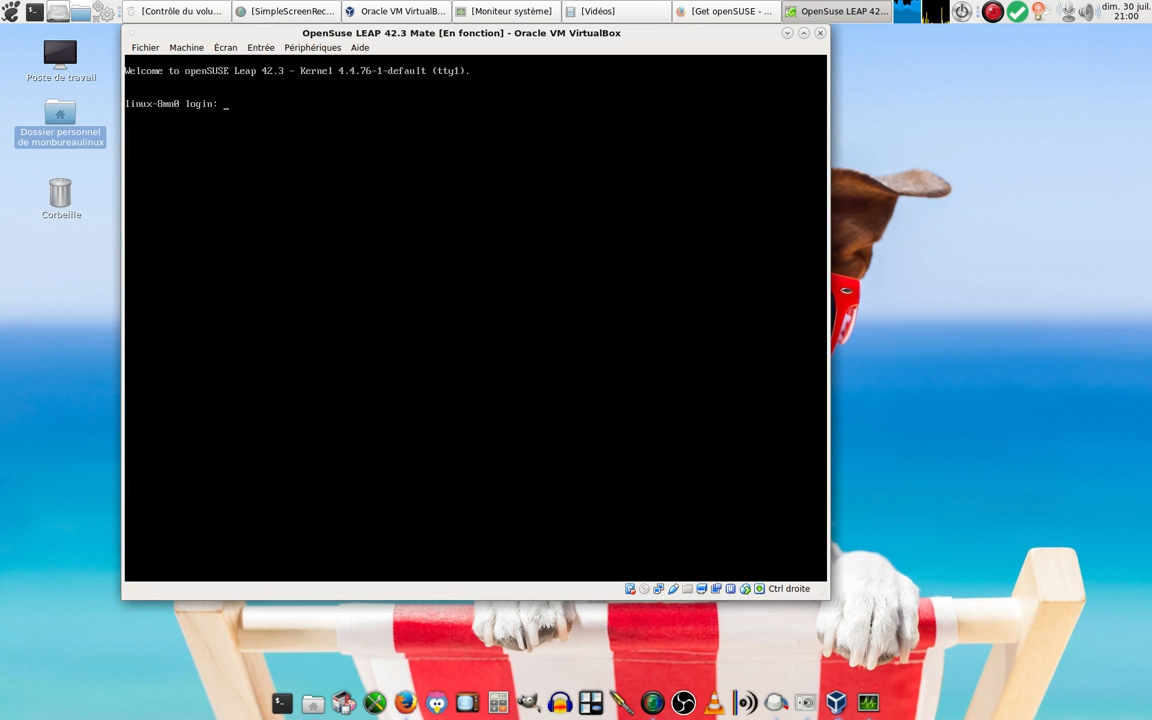 [Contrôle du volu...
[SimpleScreenRec...
Oracle VM VirtualB...
[Moniteur système]
[Vidéos]
[Get openSUSE - ...
OpenSuse LEAP 42...
dim. 30 juil.
21:00
Poste de travail
Dossier personnel
de monbureaulinux
Corbeille
OpenSuse LEAP 42.3 Mate [En fonction] - Oracle VM VirtualBox
Fichier Machine Écran Entrée Périphériques Aide
Welcome to openSUSE Leap 42.3 - Kernel 4.4.76-1-default (tty1).
linux-8mn0 login: _
Ctrl droite